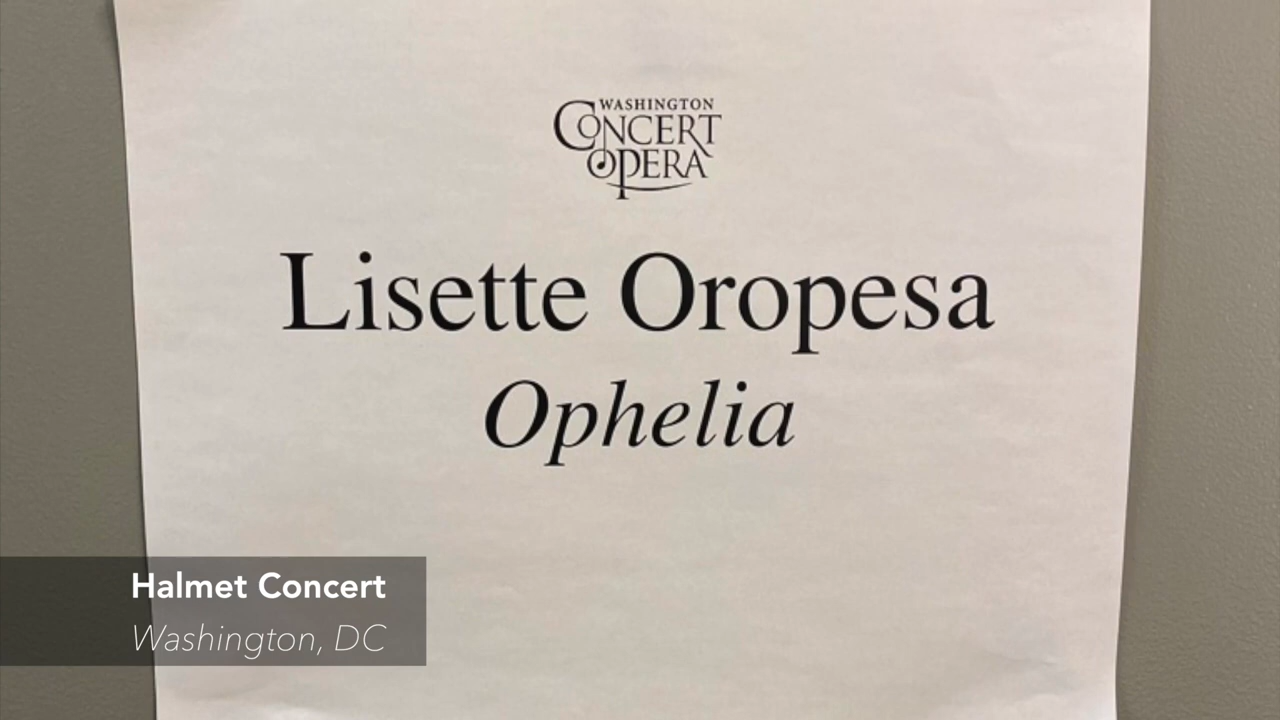 WASHINGTON
CONCERT
OPERA
Lisette Oropesa
Ophelia
Halmet Concert
Washington, DC